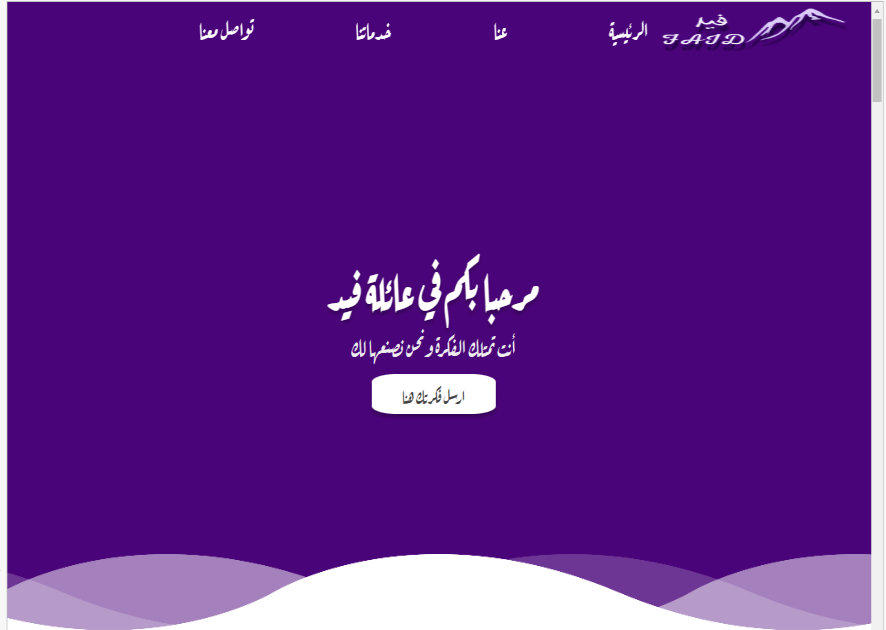 فيد
FAID
الرئيسية
عنا
خدماتنا
تواصل معنا
مرحبا بكم في عائلة فيد
أنت تمتلك الفكرة و نحن نصنعها لك
ارسل فكرتك هنا